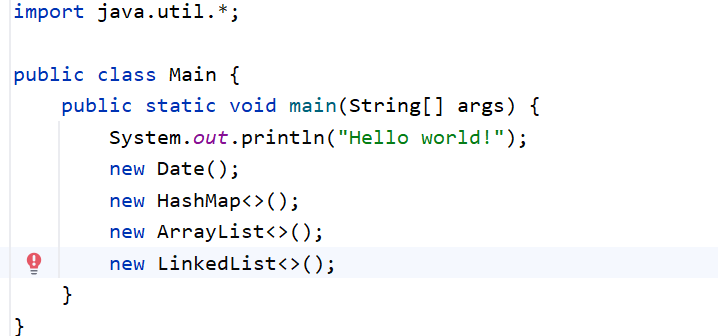 import java.util.*;
public class Main {
    public static void main(String[] args) {
        System.out.println("Hello world!");
        new Date();
        new HashMap<>();
        new ArrayList<>();
        new LinkedList<>();
    }
}